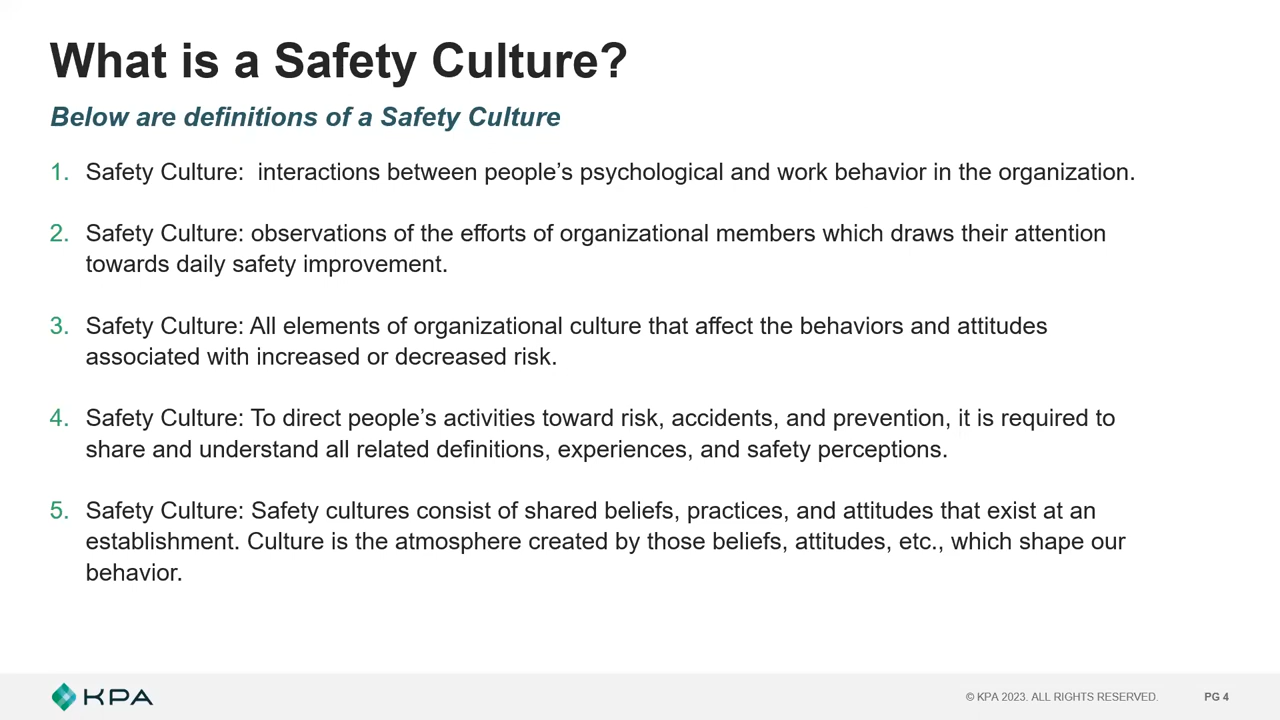 What is a Safety Culture?
Below are definitions of a Safety Culture
1. Safety Culture:  interactions between people’s psychological and work behavior in the organization.
2. Safety Culture: observations of the efforts of organizational members which draws their attention
towards daily safety improvement.
3. Safety Culture: All elements of organizational culture that affect the behaviors and attitudes
associated with increased or decreased risk.
4. Safety Culture: To direct people’s activities toward risk, accidents, and prevention, it is required to
share and understand all related definitions, experiences, and safety perceptions.
5. Safety Culture: Safety cultures consist of shared beliefs, practices, and attitudes that exist at an
establishment. Culture is the atmosphere created by those beliefs, attitudes, etc., which shape our
behavior.
KPA
© KPA 2023. ALL RIGHTS RESERVED. PG 4